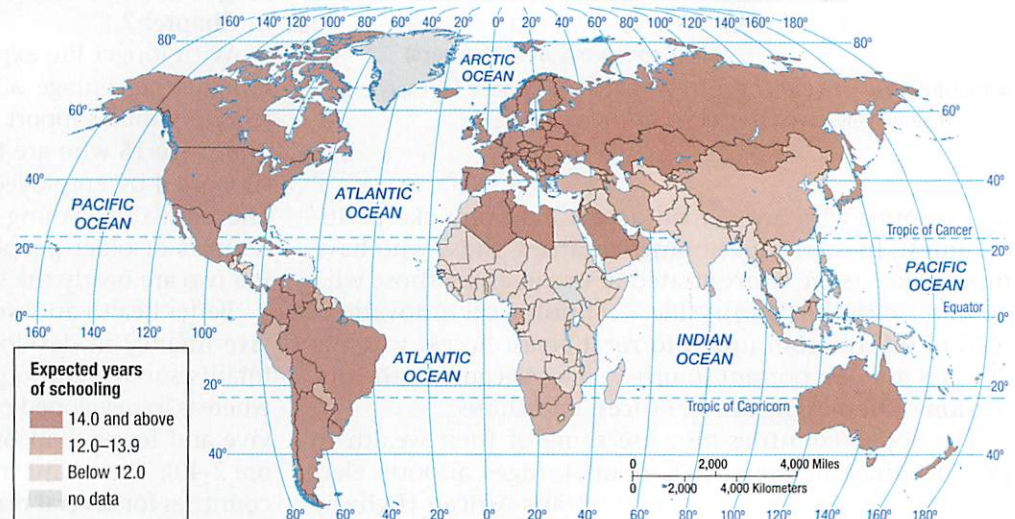 160° 140° 120° 100° 80° 60° 40° 20° 0° 20° 40° 60° 80° 100° 120° 140° 160° 180°
80° 80°
ARCTIC
OCEAN
60° 60°
40° 40°
ATLANTIC
OCEAN
PACIFIC
OCEAN
Tropic of Cancer
20° 20°
PACIFIC
OCEAN
Equator
0° 0°
160° 140° 120° 100°
INDIAN
OCEAN
ATLANTIC
OCEAN
Expected years
of schooling
14.0 and above
12.0–13.9
Below 12.0
no data
20° 20°
Tropic of Capricorn
40° 40°
0 2,000 4,000 Miles
0 2,000 4,000 Kilometers
80° 60° 40° 20° 0° 20° 40° 60° 80° 100° 120° 140° 160° 180°